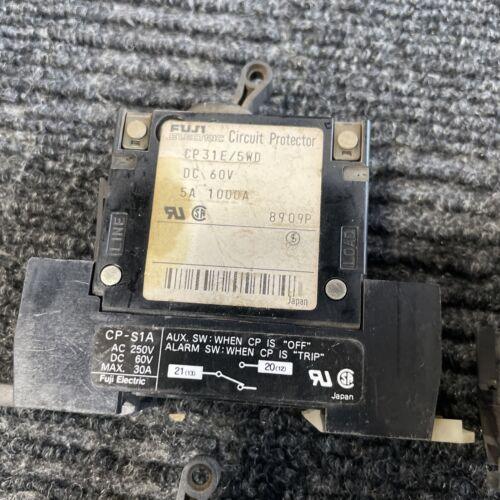 FUJI
ELECTRIC Circuit Protector
CP31E/5WD
DC 60V
5A 1000A
8909P
LINE
LOAD
Japan
CP-S1A
AC 250V
DC 60V
MAX. 30A
Fuji Electric
AUX. SW: WHEN CP IS "OFF"
ALARM SW: WHEN CP IS "TRIP"
21(13)
20(12)
Japan